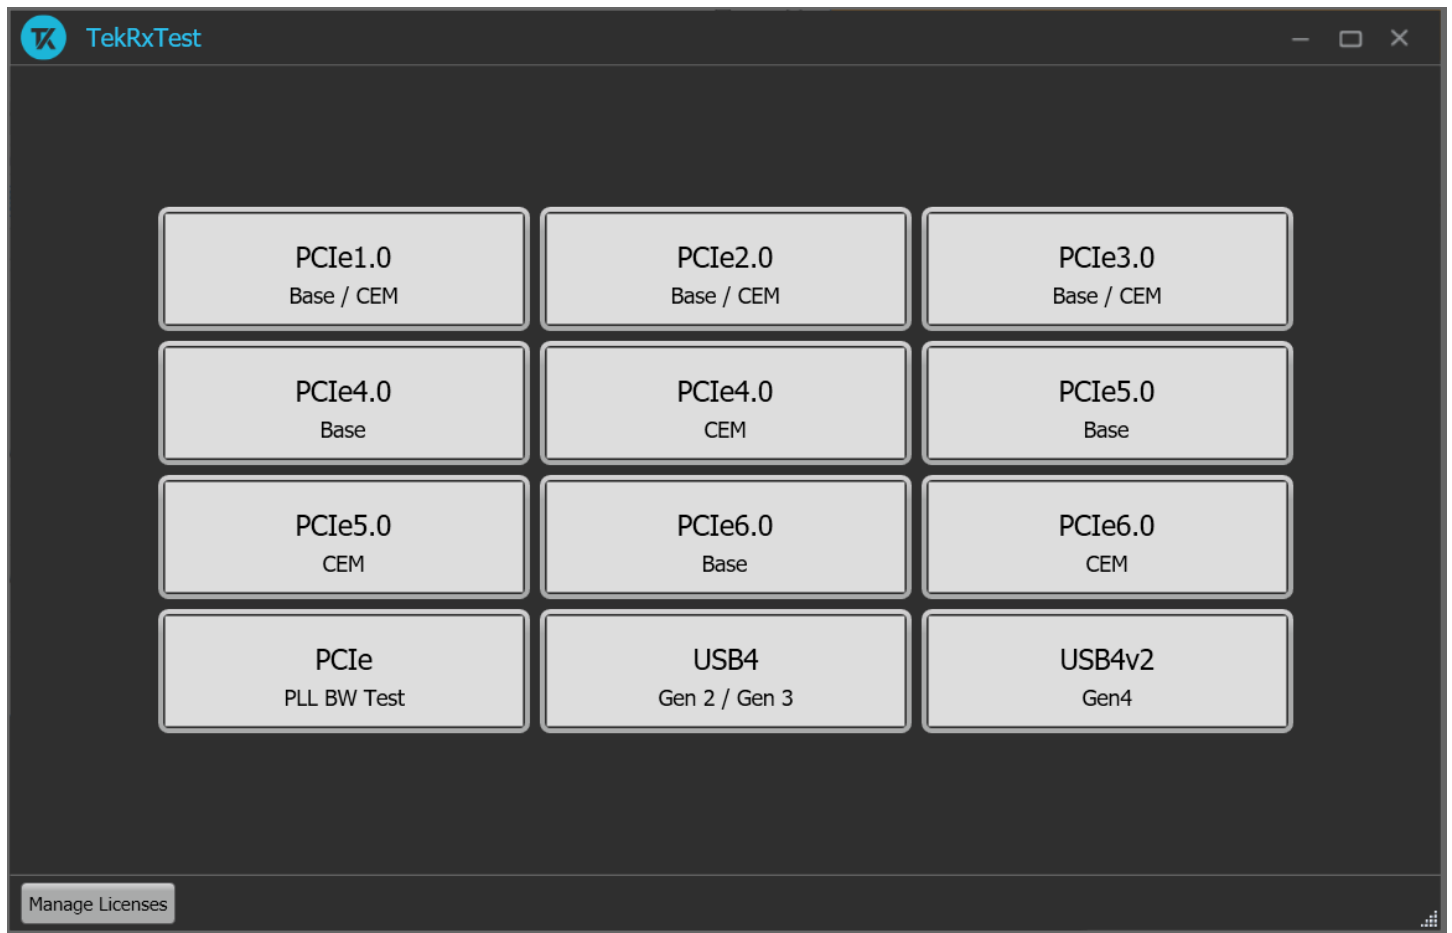 TekRxTest
PCIe1.0
Base / CEM
PCIe2.0
Base / CEM
PCIe3.0
Base / CEM
PCIe4.0
Base
PCIe4.0
CEM
PCIe5.0
Base
PCIe5.0
CEM
PCIe6.0
Base
PCIe6.0
CEM
PCIe
PLL BW Test
USB4
Gen 2 / Gen 3
USB4v2
Gen4
Manage Licenses